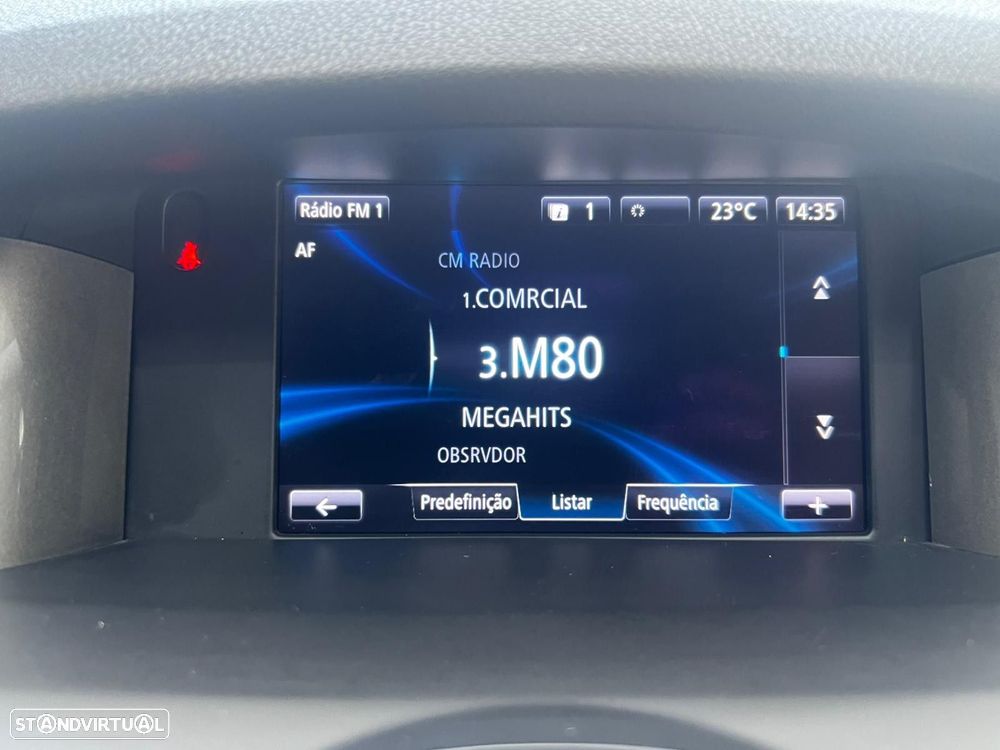 Rádio FM 1
i 1
23°C
14:35
AF
CM RADIO
1.COMRCIAL
3.M80
MEGAHITS
OBSRVDOR
Predefinição
Listar
Frequência
+
STANDVIRTUAL